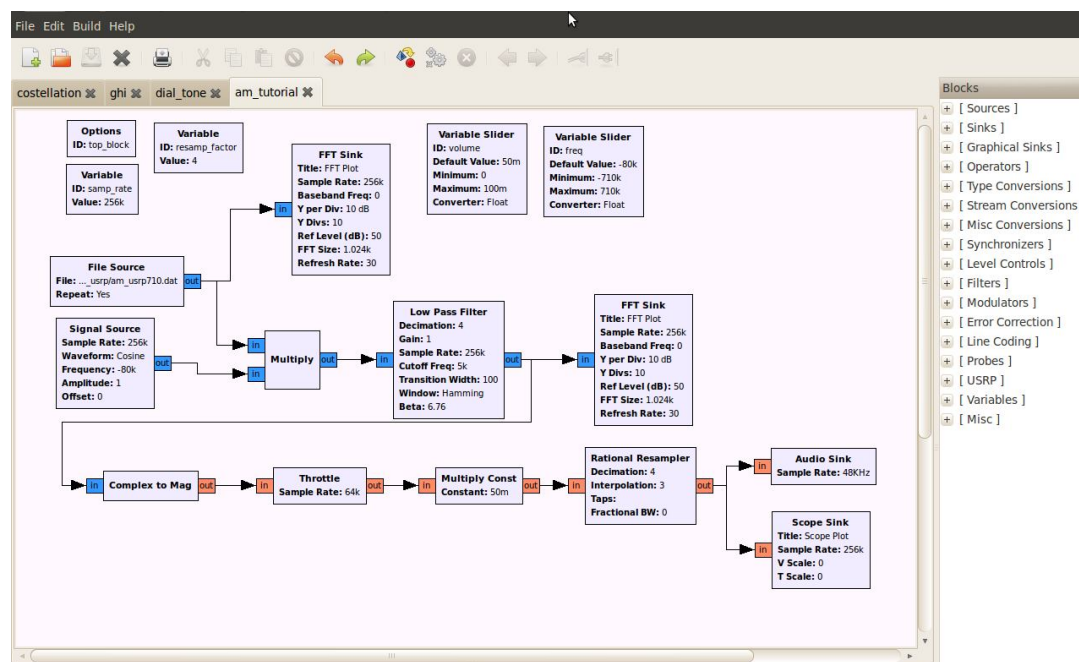 File Edit Build Help
costellation ghi dial_tone am_tutorial
Options
ID: top_block
Variable
ID: samp_rate
Value: 256k
Variable
ID: resamp_factor
Value: 4
FFT Sink
Title: FFT Plot
Sample Rate: 256k
Baseband Freq: 0
Y per Div: 10 dB
Y Divs: 10
Ref Level (dB): 50
FFT Size: 1.024k
Refresh Rate: 30
in
Variable Slider
ID: volume
Default Value: 50m
Minimum: 0
Maximum: 100m
Converter: Float
Variable Slider
ID: freq
Default Value: -80k
Minimum: -710k
Maximum: 710k
Converter: Float
File Source
File: ..._usrp/am_usrp710.dat
Repeat: Yes
out
Signal Source
Sample Rate: 256k
Waveform: Cosine
Frequency: -80k
Amplitude: 1
Offset: 0
out
in
in
Multiply
out
in
Low Pass Filter
Decimation: 4
Gain: 1
Sample Rate: 256k
Cutoff Freq: 5k
Transition Width: 100
Window: Hamming
Beta: 6.76
out
in
FFT Sink
Title: FFT Plot
Sample Rate: 256k
Baseband Freq: 0
Y per Div: 10 dB
Y Divs: 10
Ref Level (dB): 50
FFT Size: 1.024k
Refresh Rate: 30
in
Complex to Mag
out
in
Throttle
Sample Rate: 64k
out
in
Multiply Const
Constant: 50m
out
in
Rational Resampler
Decimation: 4
Interpolation: 3
Taps:
Fractional BW: 0
out
in
Audio Sink
Sample Rate: 48KHz
in
Scope Sink
Title: Scope Plot
Sample Rate: 256k
V Scale: 0
T Scale: 0
Blocks
[ Sources ]
[ Sinks ]
[ Graphical Sinks ]
[ Operators ]
[ Type Conversions ]
[ Stream Conversions
[ Misc Conversions ]
[ Synchronizers ]
[ Level Controls ]
[ Filters ]
[ Modulators ]
[ Error Correction ]
[ Line Coding ]
[ Probes ]
[ USRP ]
[ Variables ]
[ Misc ]